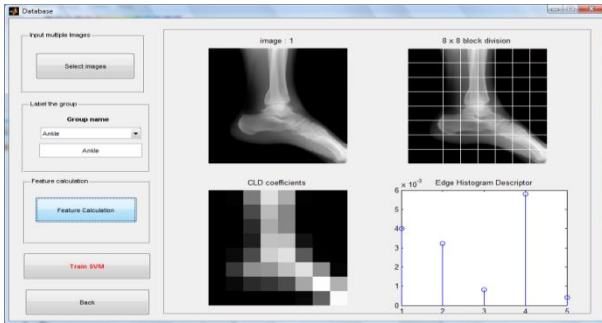 Database
Input multiple Images
Select images
Label the group
Group name
Ankle
Ankle
Feature calculation
Feature Calculation
Train SVM
Back
image : 1
8 x 8 block division
CLD coefficients
Edge Histogram Descriptor
x 10^-3
6
5
4
3
2
1
0
1 2 3 4 5